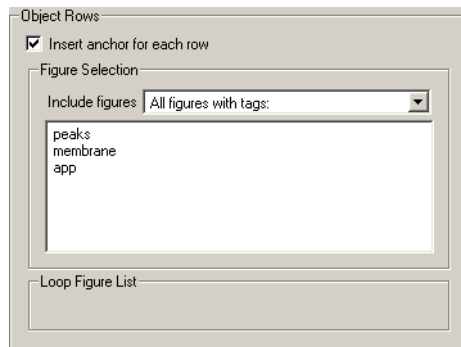 Object Rows
Insert anchor for each row
Figure Selection
Include figures All figures with tags:
peaks
membrane
app
Loop Figure List